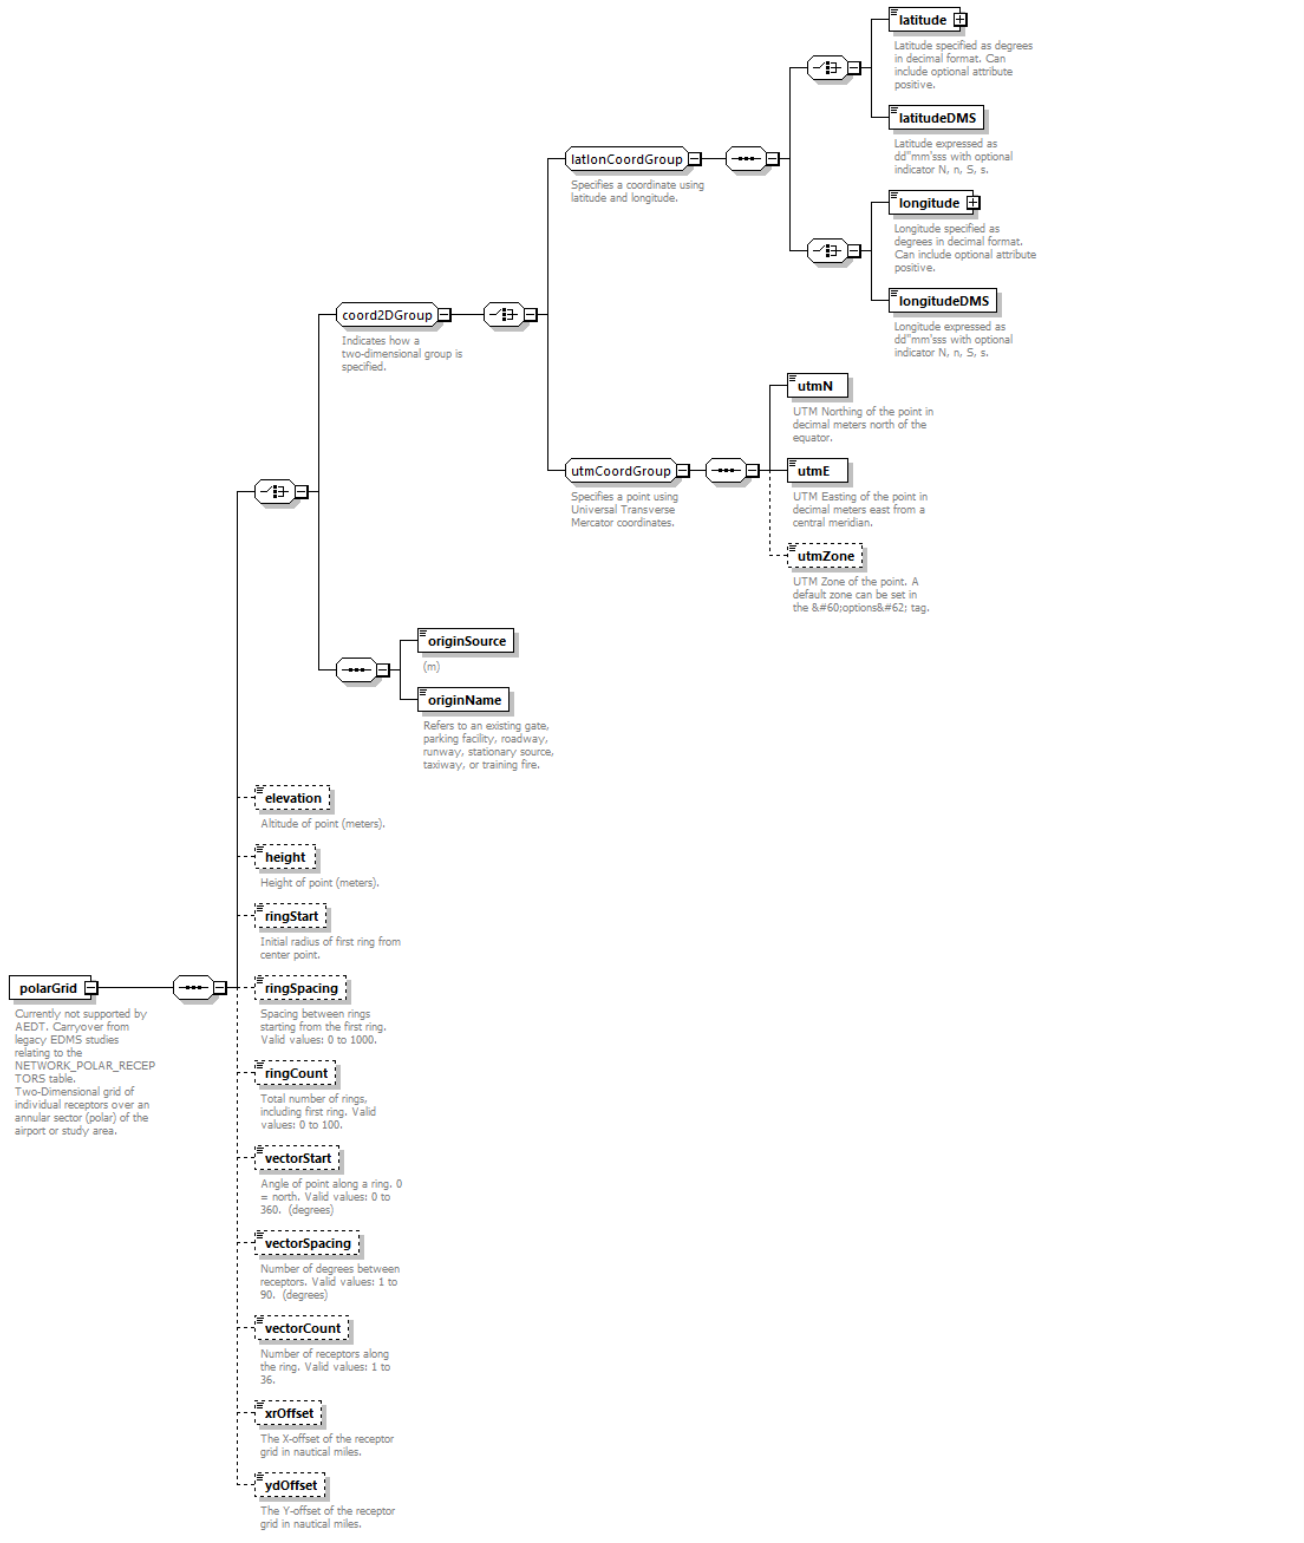 latitude
Latitude specified as degrees
in decimal format. Can
include optional attribute
positive.
latitudeDMS
Latitude expressed as
dd"mm'sss with optional
indicator N, n, S, s.
latlonCoordGroup
Specifies a coordinate using
latitude and longitude.
longitude
Longitude specified as
degrees in decimal format.
Can include optional attribute
positive.
longitudeDMS
Longitude expressed as
dd"mm'sss with optional
indicator N, n, S, s.
coord2DGroup
Indicates how a
two-dimensional group is
specified.
utmN
UTM Northing of the point in
decimal meters north of the
equator.
utmCoordGroup
Specifies a point using
Universal Transverse
Mercator coordinates.
utmE
UTM Easting of the point in
decimal meters east from a
central meridian.
utmZone
UTM Zone of the point. A
default zone can be set in
the &#60;options&#62; tag.
originSource
(m)
originName
Refers to an existing gate,
parking facility, roadway,
runway, stationary source,
taxiway, or training fire.
elevation
Altitude of point (meters).
height
Height of point (meters).
ringStart
Initial radius of first ring from
center point.
polarGrid
Currently not supported by
AEDT. Carryover from
legacy EDMS studies
relating to the
NETWORK_POLAR_RECEP
TORS table.
Two-Dimensional grid of
individual receptors over an
annular sector (polar) of the
airport or study area.
ringSpacing
Spacing between rings
starting from the first ring.
Valid values: 0 to 1000.
ringCount
Total number of rings,
including first ring. Valid
values: 0 to 100.
vectorStart
Angle of point along a ring. 0
= north. Valid values: 0 to
360. (degrees)
vectorSpacing
Number of degrees between
receptors. Valid values: 1 to
90. (degrees)
vectorCount
Number of receptors along
the ring. Valid values: 1 to
36.
xrOffset
The X-offset of the receptor
grid in nautical miles.
ydOffset
The Y-offset of the receptor
grid in nautical miles.